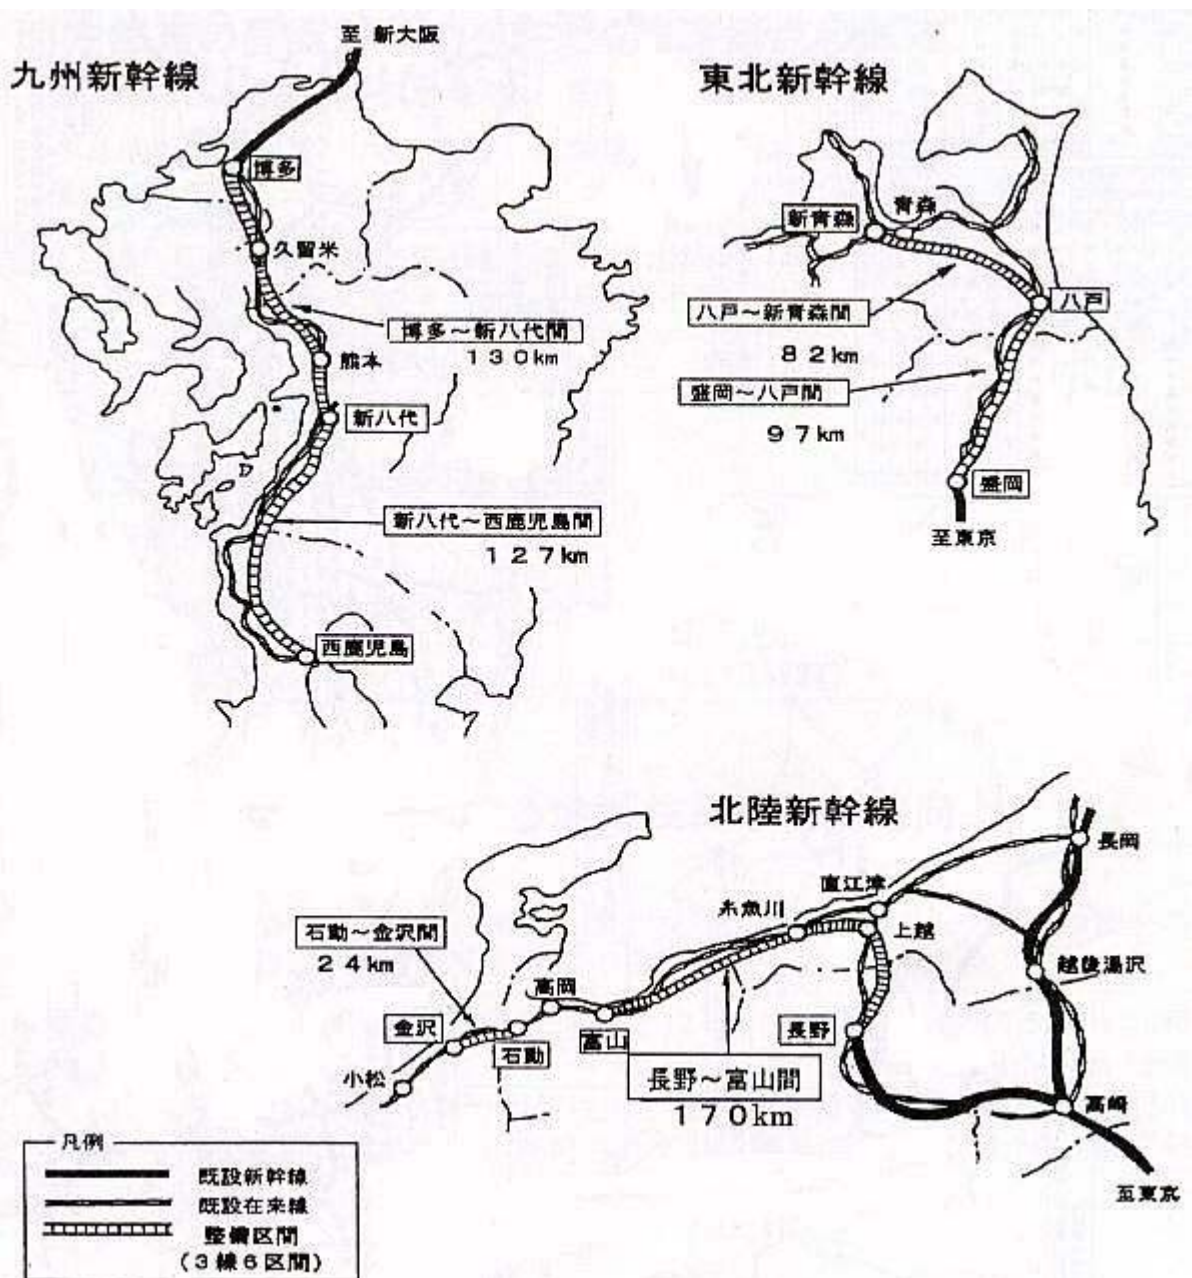 九州新幹線
至 新大阪
博多
久留米
博多～新八代間
130km
熊本
新八代
新八代～西鹿児島間
127km
西鹿児島
東北新幹線
青森
新青森
八戸
八戸～新青森間
82km
盛岡～八戸間
97km
盛岡
至東京
北陸新幹線
長岡
直江津
糸魚川
上越
越後湯沢
石動～金沢間
24km
高岡
金沢
石動
富山
長野
小松
長野～富山間
170km
高崎
至東京
凡例
既設新幹線
既設在来線
整備区間
(3線6区間)